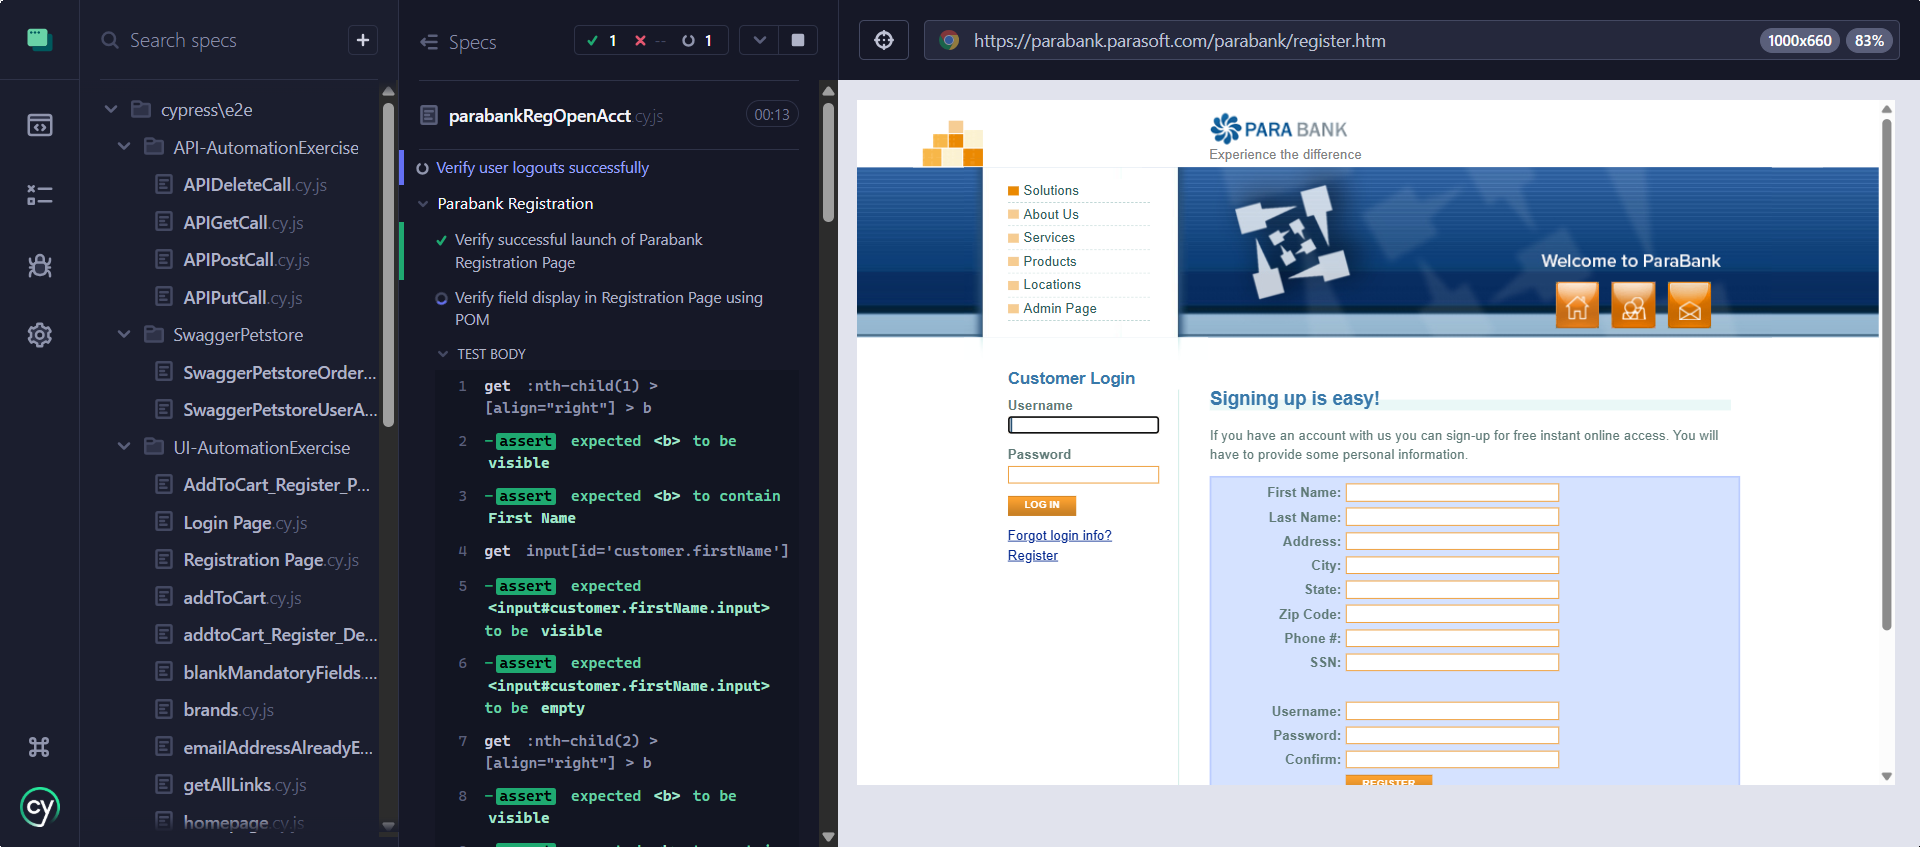 Search specs
+
cypress\e2e
API-AutomationExercise
APIDeleteCall.cy.js
APIGetCall.cy.js
APIPostCall.cy.js
APIPutCall.cy.js
SwaggerPetstore
SwaggerPetstoreOrder...
SwaggerPetstoreUserA...
UI-AutomationExercise
AddToCart_Register_P...
Login Page.cy.js
Registration Page.cy.js
addToCart.cy.js
addtoCart_Register_De...
blankMandatoryFields....
brands.cy.js
emailAddressAlreadyE...
getAllLinks.cy.js
homepage.cy.js
cy
Specs
1 -- 1
parabankRegOpenAcct.cy.js 00:13
Verify user logouts successfully
Parabank Registration
Verify successful launch of Parabank
Registration Page
Verify field display in Registration Page using
POM
TEST BODY
1 get :nth-child(1) >
[align="right"] > b
2 -assert expected <b> to be
visible
3 -assert expected <b> to contain
First Name
4 get input[id='customer.firstName']
5 -assert expected
<input#customer.firstName.input>
to be visible
6 -assert expected
<input#customer.firstName.input>
to be empty
7 get :nth-child(2) >
[align="right"] > b
8 -assert expected <b> to be
visible
https://parabank.parasoft.com/parabank/register.htm
1000x660 83%
PARA BANK
Experience the difference
Solutions
About Us
Services
Products
Locations
Admin Page
Welcome to ParaBank
Customer Login
Username
Password
LOG IN
Forgot login info?
Register
Signing up is easy!
If you have an account with us you can sign-up for free instant online access. You will
have to provide some personal information.
First Name:
Last Name:
Address:
City:
State:
Zip Code:
Phone #:
SSN:
Username:
Password:
Confirm:
REGISTER